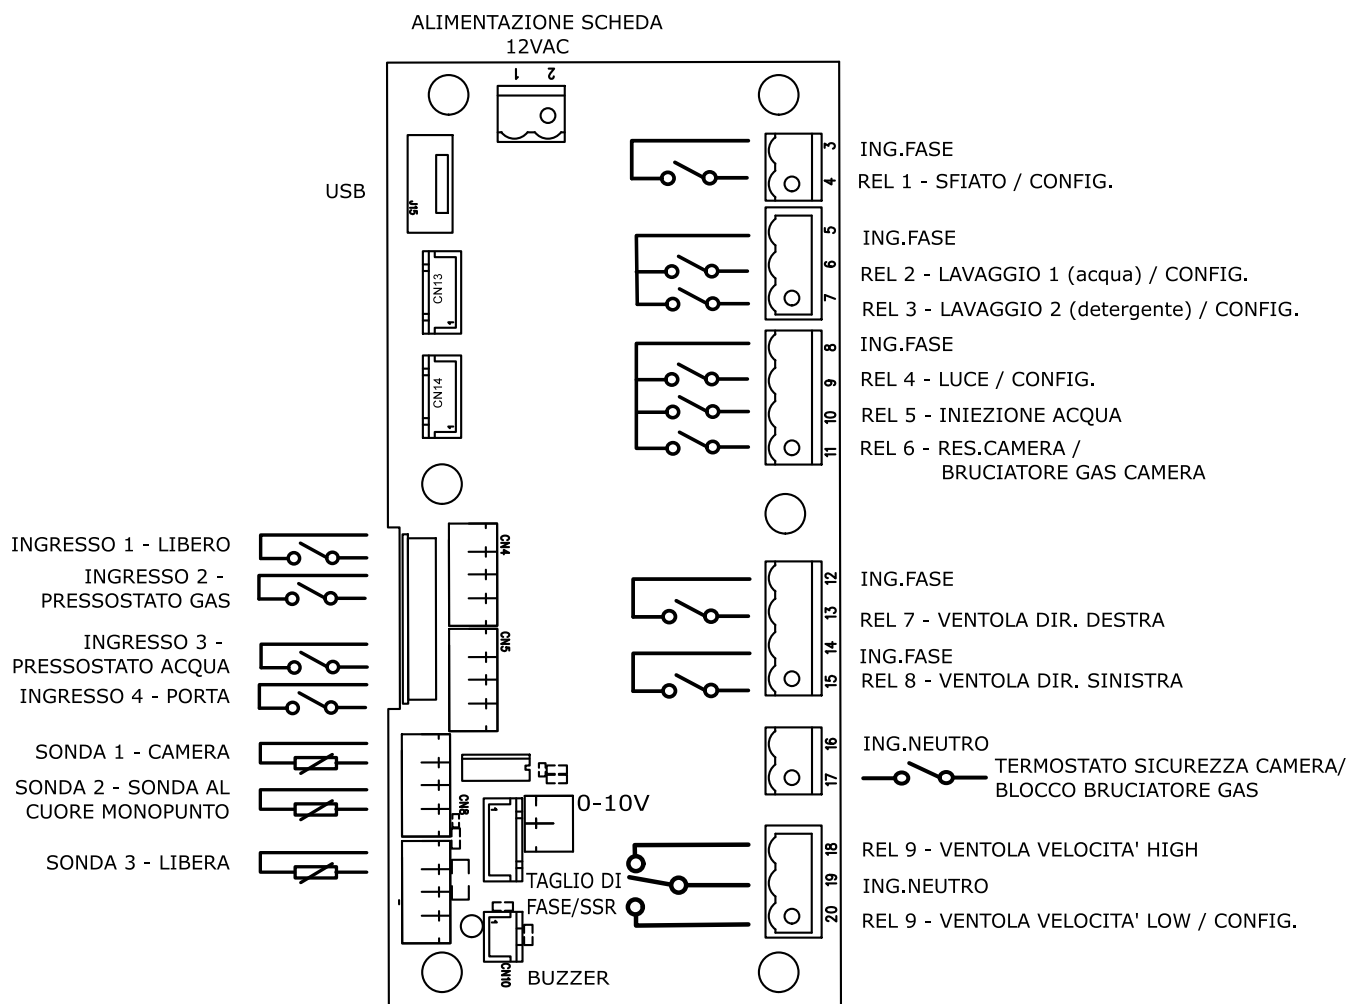 ALIMENTAZIONE SCHEDA
12VAC
1 2
USB
J15
CN13
1
CN14
1
3 ING.FASE
4 REL 1 - SFIATO / CONFIG.
5 ING.FASE
6 REL 2 - LAVAGGIO 1 (acqua) / CONFIG.
7 REL 3 - LAVAGGIO 2 (detergente) / CONFIG.
8 ING.FASE
9 REL 4 - LUCE / CONFIG.
10 REL 5 - INIEZIONE ACQUA
11 REL 6 - RES.CAMERA /
BRUCIATORE GAS CAMERA
INGRESSO 1 - LIBERO
INGRESSO 2 -
PRESSOSTATO GAS
INGRESSO 3 -
PRESSOSTATO ACQUA
INGRESSO 4 - PORTA
CN4
CN5
12 ING.FASE
13 REL 7 - VENTOLA DIR. DESTRA
14 ING.FASE
15 REL 8 - VENTOLA DIR. SINISTRA
SONDA 1 - CAMERA
SONDA 2 - SONDA AL
CUORE MONOPUNTO
SONDA 3 - LIBERA
CN8
1
0-10V
16 ING.NEUTRO
17 TERMOSTATO SICUREZZA CAMERA/
BLOCCO BRUCIATORE GAS
TAGLIO DI
FASE/SSR
18 REL 9 - VENTOLA VELOCITA' HIGH
19 ING.NEUTRO
20 REL 9 - VENTOLA VELOCITA' LOW / CONFIG.
1
CN10
BUZZER